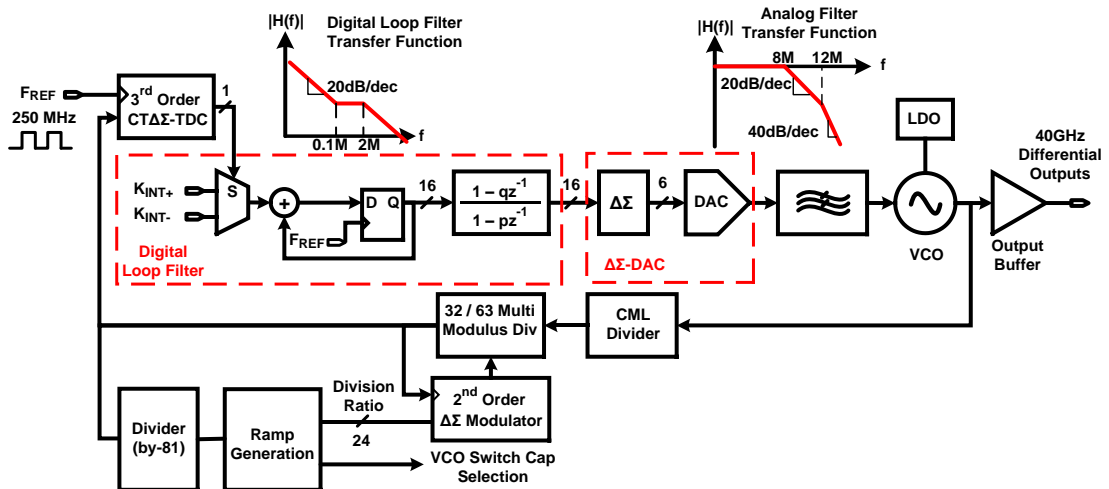 |H(f)|
Digital Loop Filter
Transfer Function
20dB/dec
0.1M
2M
f
|H(f)|
Analog Filter
Transfer Function
8M
12M
f
20dB/dec
40dB/dec
FREF
250 MHz
3rd Order
CTΔΣ-TDC
1
KINT+
KINT-
S
+
D Q
FREF
16
1 – qz-1
1 – pz-1
16
Digital
Loop Filter
ΔΣ
6
DAC
ΔΣ-DAC
LDO
VCO
40GHz
Differential
Outputs
Output
Buffer
32 / 63 Multi
Modulus Div
CML
Divider
2nd Order
ΔΣ Modulator
Divider
(by-81)
Ramp
Generation
Division
Ratio
24
VCO Switch Cap
Selection